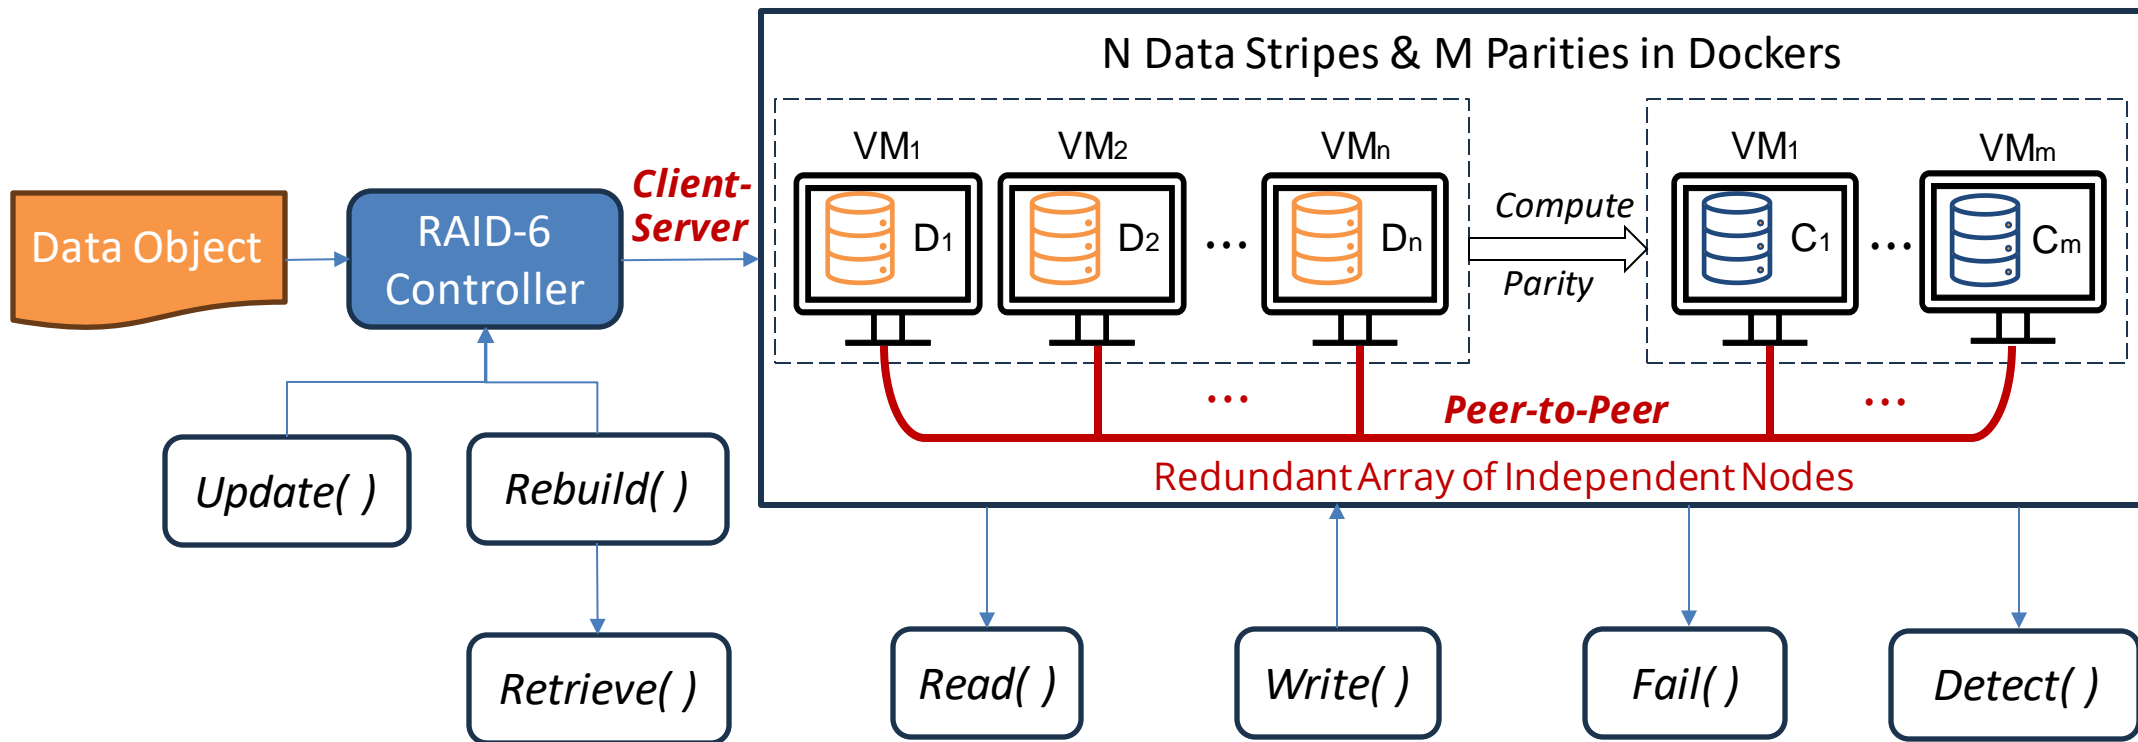 N Data Stripes & M Parities in Dockers
VM1
VM2
VMn
VM1
VMm
Client-
Server
Data Object
RAID-6
Controller
D1
D2
...
Dn
Compute
Parity
C1
...
Cm
...
Peer-to-Peer
...
Redundant Array of Independent Nodes
Update( )
Rebuild( )
Retrieve( )
Read( )
Write( )
Fail( )
Detect( )